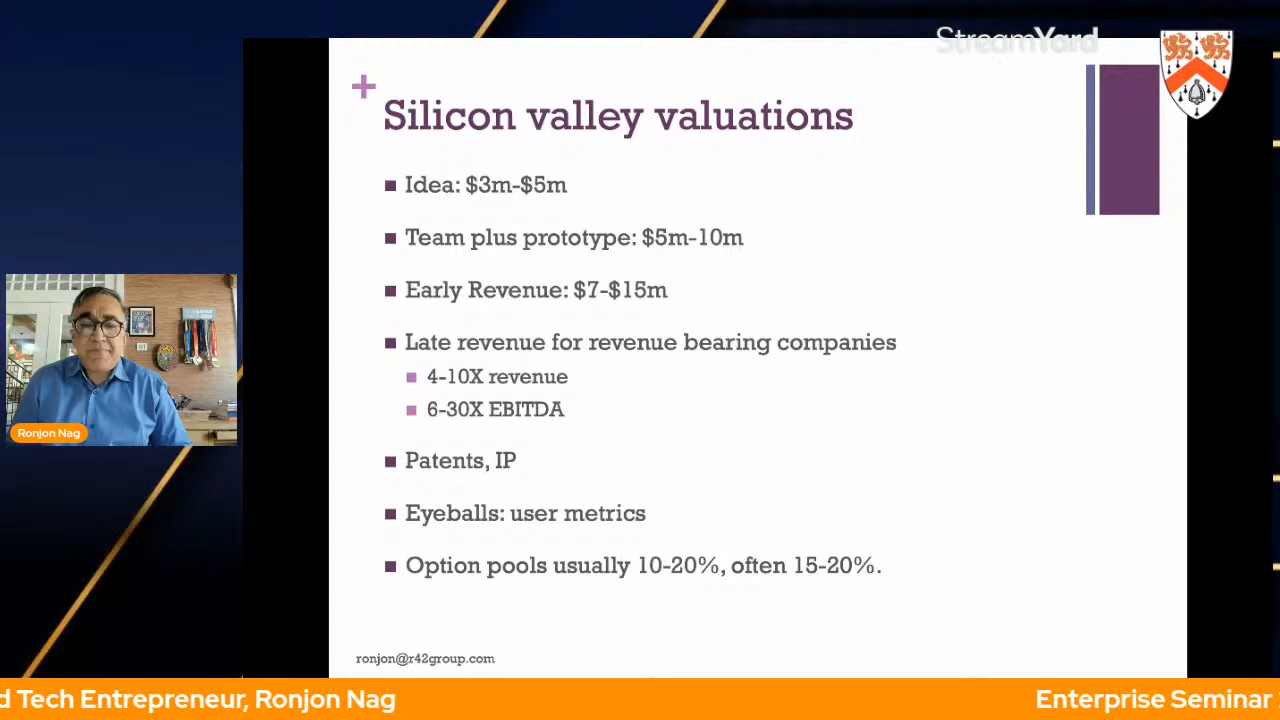 StreamYard
+
Silicon valley valuations
■ Idea: $3m-$5m
■ Team plus prototype: $5m-10m
■ Early Revenue: $7-$15m
■ Late revenue for revenue bearing companies
■ 4-10X revenue
■ 6-30X EBITDA
■ Patents, IP
■ Eyeballs: user metrics
■ Option pools usually 10-20%, often 15-20%.
ronjon@r42group.com
Ronjon Nag
d Tech Entrepreneur, Ronjon Nag
Enterprise Seminar